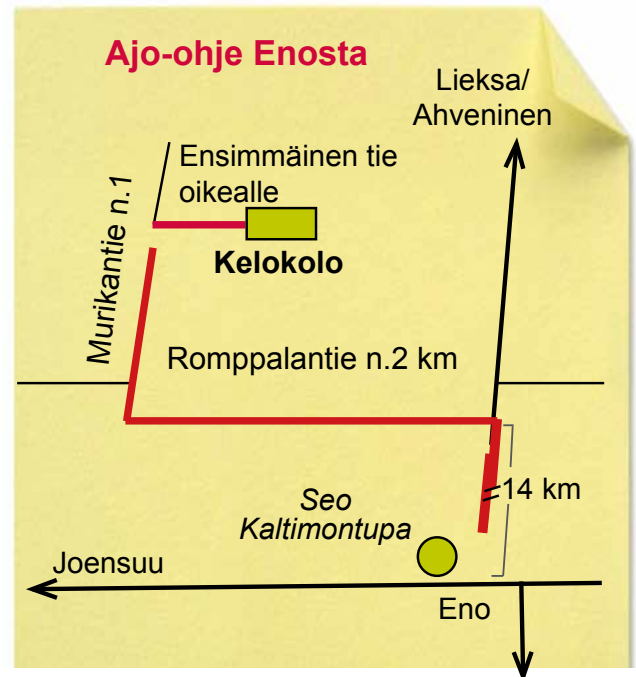 Ajo-ohje Enosta
Lieksa/
Ahveninen
Ensimmäinen tie
oikealle
Murikantie n.1
Kelokolo
Romppalantie n.2 km
14 km
Seo
Kaltimontupa
Joensuu
Eno